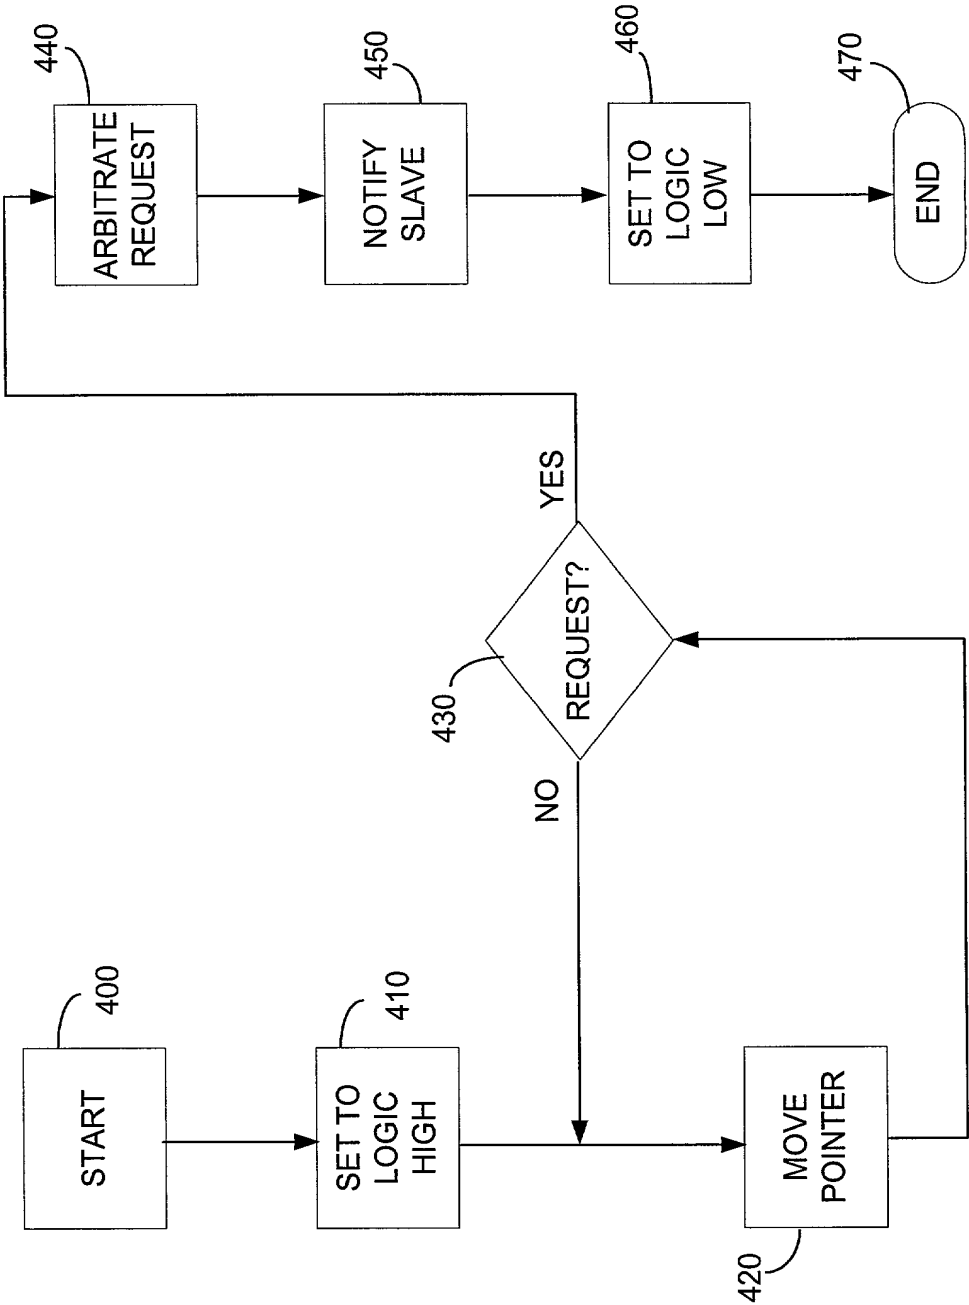 START
400
SET TO
LOGIC
HIGH
410
MOVE
POINTER
420
REQUEST?
430
NO
YES
ARBITRATE
REQUEST
440
NOTIFY
SLAVE
450
SET TO
LOGIC
LOW
460
END
470